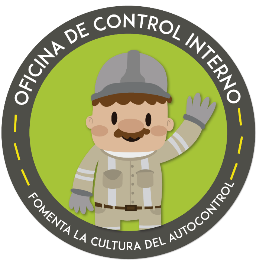 OFICINA DE CONTROL INTERNO
FOMENTA LA CULTURA DEL AUTOCONTROL